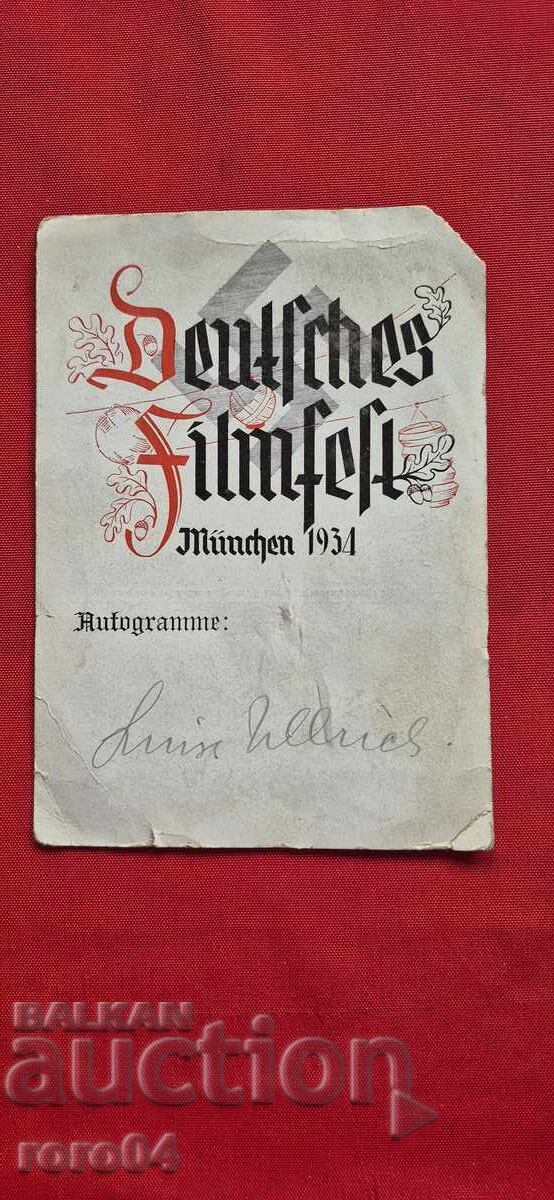 Deutsches
Filmfest
München 1934
Autogramme:
Luise Ullrich.
BALKAN
auction
roro04